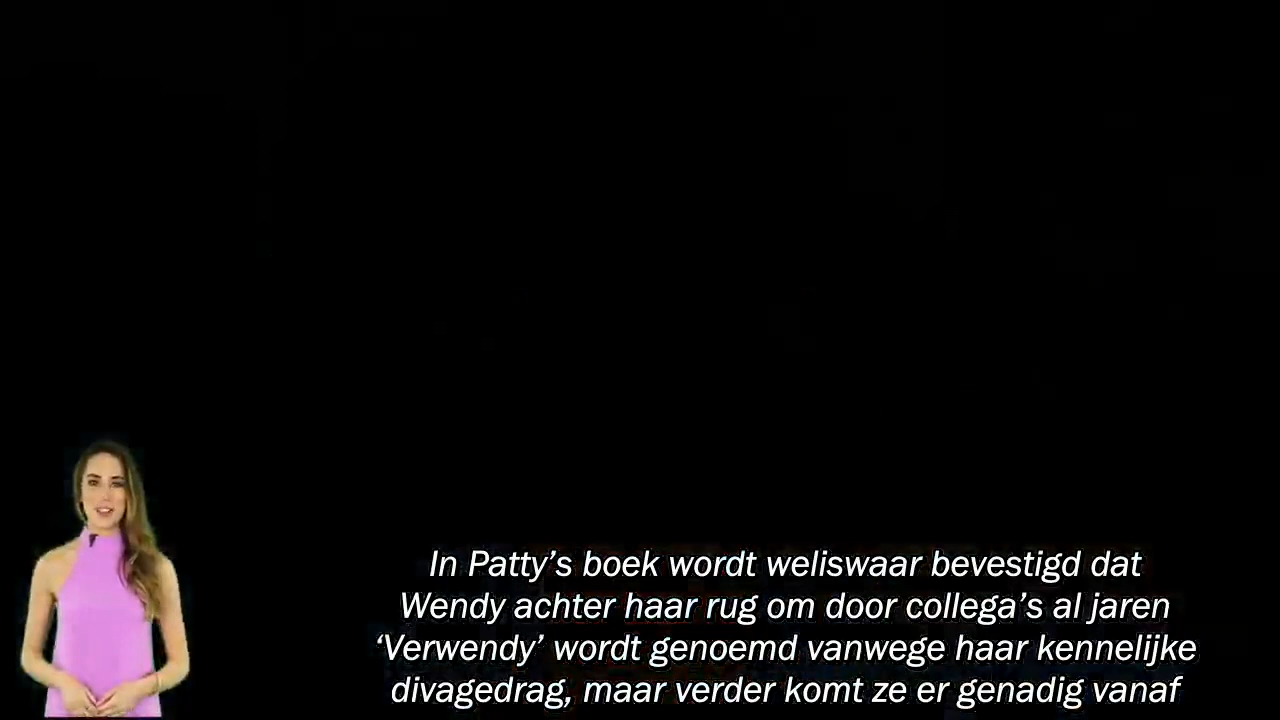 In Patty’s boek wordt weliswaar bevestigd dat
Wendy achter haar rug om door collega’s al jaren
‘Verwendy’ wordt genoemd vanwege haar kennelijke
divagedrag, maar verder komt ze er genadig vanaf